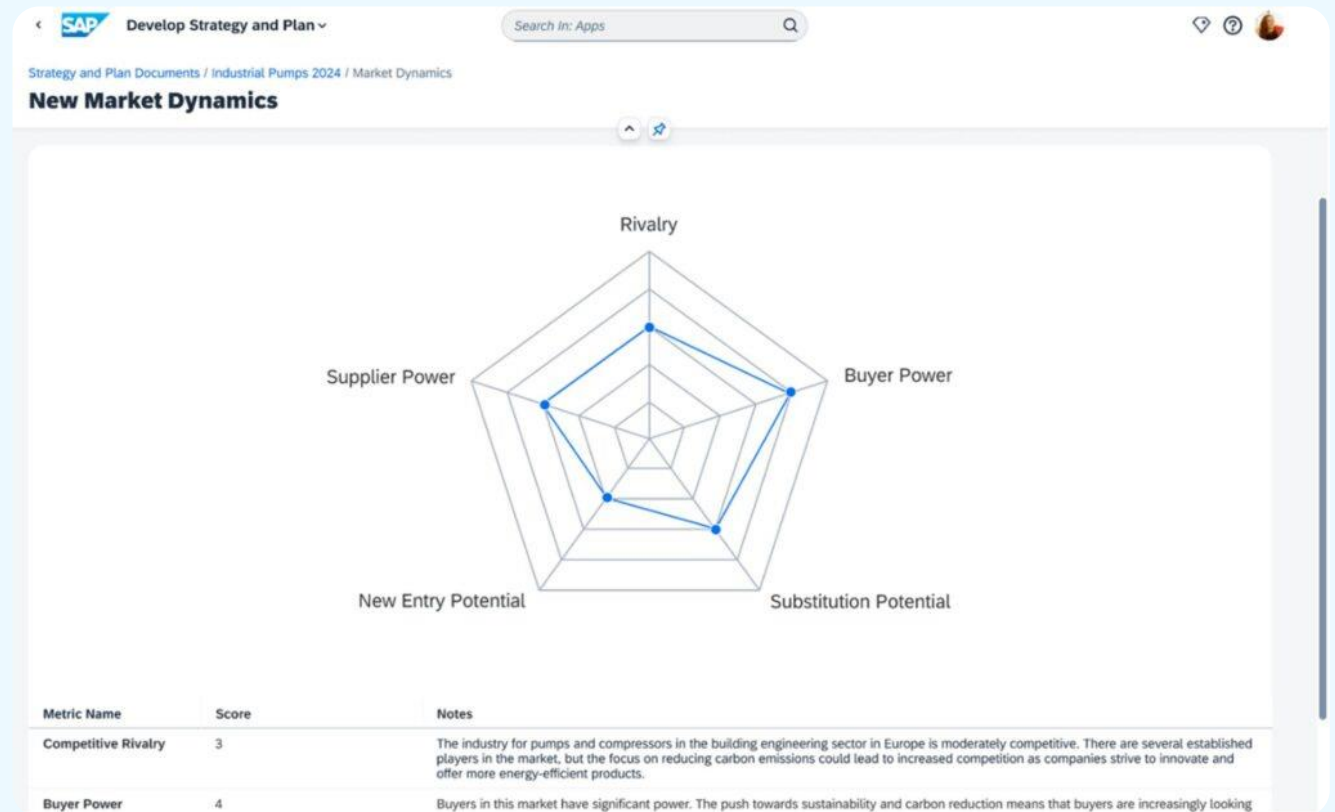 SAP Develop Strategy and Plan
Search In: Apps
Strategy and Plan Documents / Industrial Pumps 2024 / Market Dynamics
New Market Dynamics
Rivalry
Supplier Power
Buyer Power
New Entry Potential
Substitution Potential
Metric Name Score Notes
Competitive Rivalry 3 The industry for pumps and compressors in the building engineering sector in Europe is moderately competitive. There are several established
players in the market, but the focus on reducing carbon emissions could lead to increased competition as companies strive to innovate and
offer more energy-efficient products.
Buyer Power 4 Buyers in this market have significant power. The push towards sustainability and carbon reduction means that buyers are increasingly looking